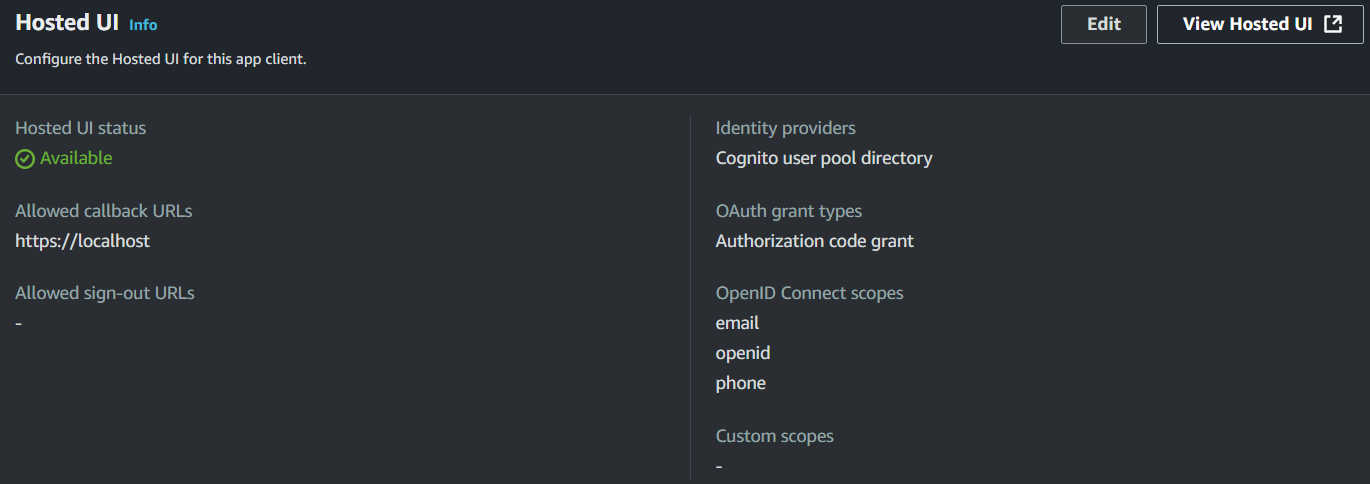 Hosted UI Info
Edit
View Hosted UI
Configure the Hosted UI for this app client.
Hosted UI status
Available
Allowed callback URLs
https://localhost
Allowed sign-out URLs
-
Identity providers
Cognito user pool directory
OAuth grant types
Authorization code grant
OpenID Connect scopes
email
openid
phone
Custom scopes
-